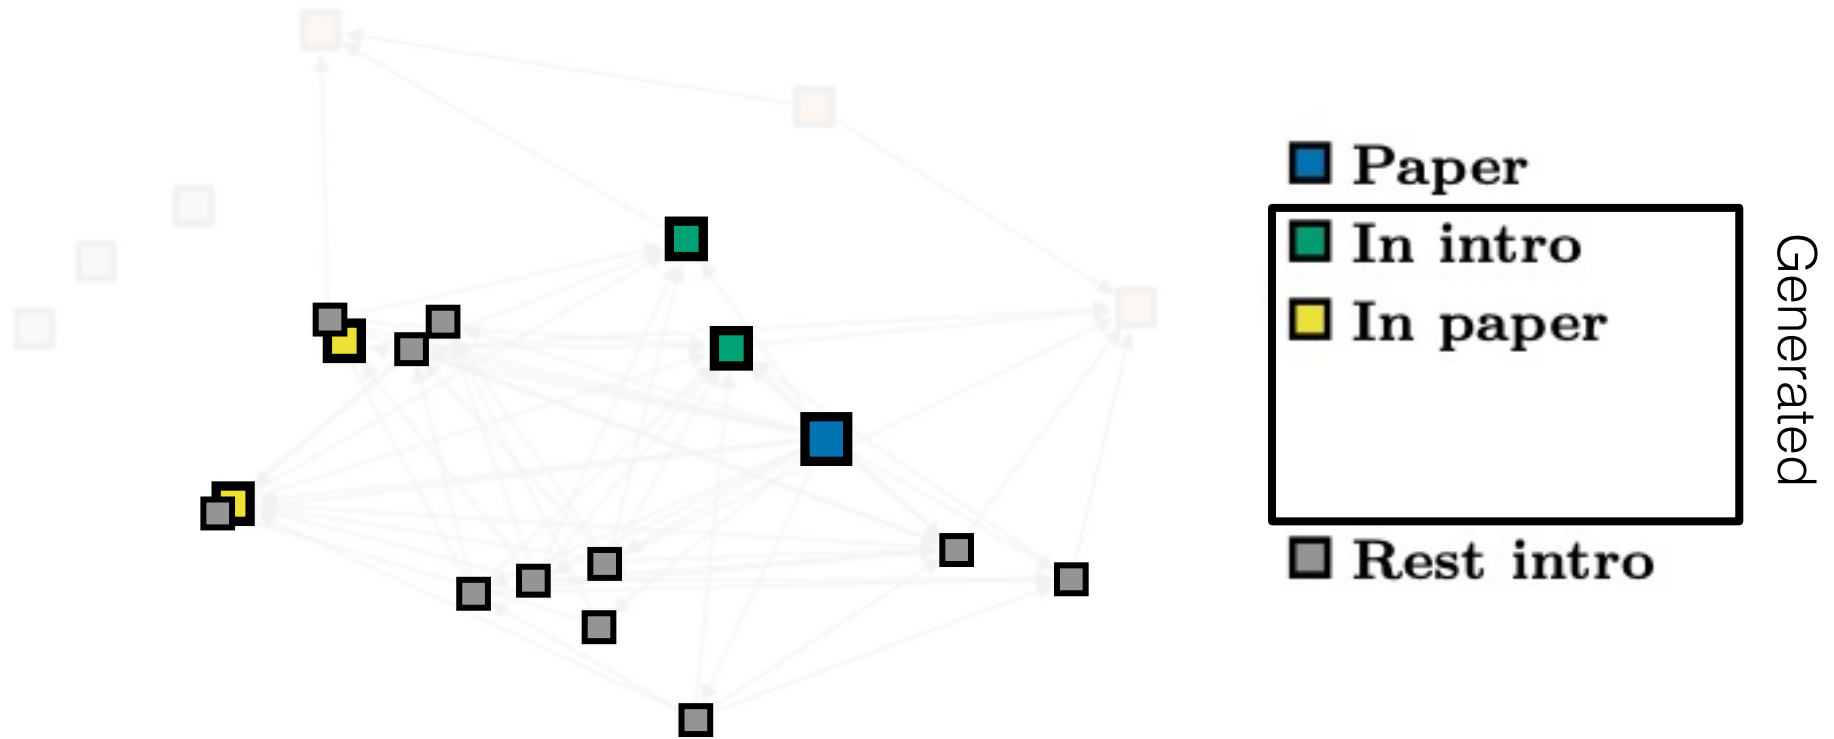 Paper
In intro
In paper
Rest intro
Generated